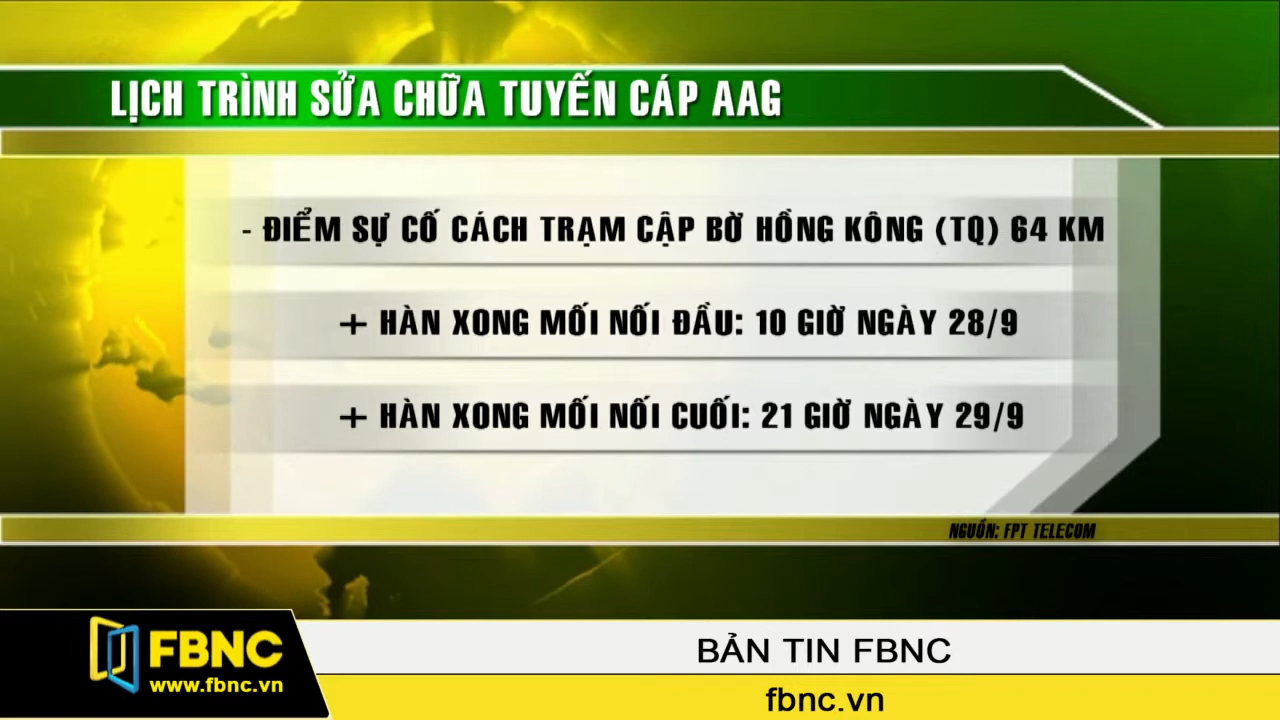 LỊCH TRÌNH SỬA CHỮA TUYẾN CÁP AAG
- ĐIỂM SỰ CỐ CÁCH TRẠM CẬP BỜ HỒNG KÔNG (TQ) 64 KM
+ HÀN XONG MỐI NỐI ĐẦU: 10 GIỜ NGÀY 28/9
+ HÀN XONG MỐI NỐI CUỐI: 21 GIỜ NGÀY 29/9
NGUỒN: FPT TELECOM
FBNC
www.fbnc.vn
BẢN TIN FBNC
fbnc.vn